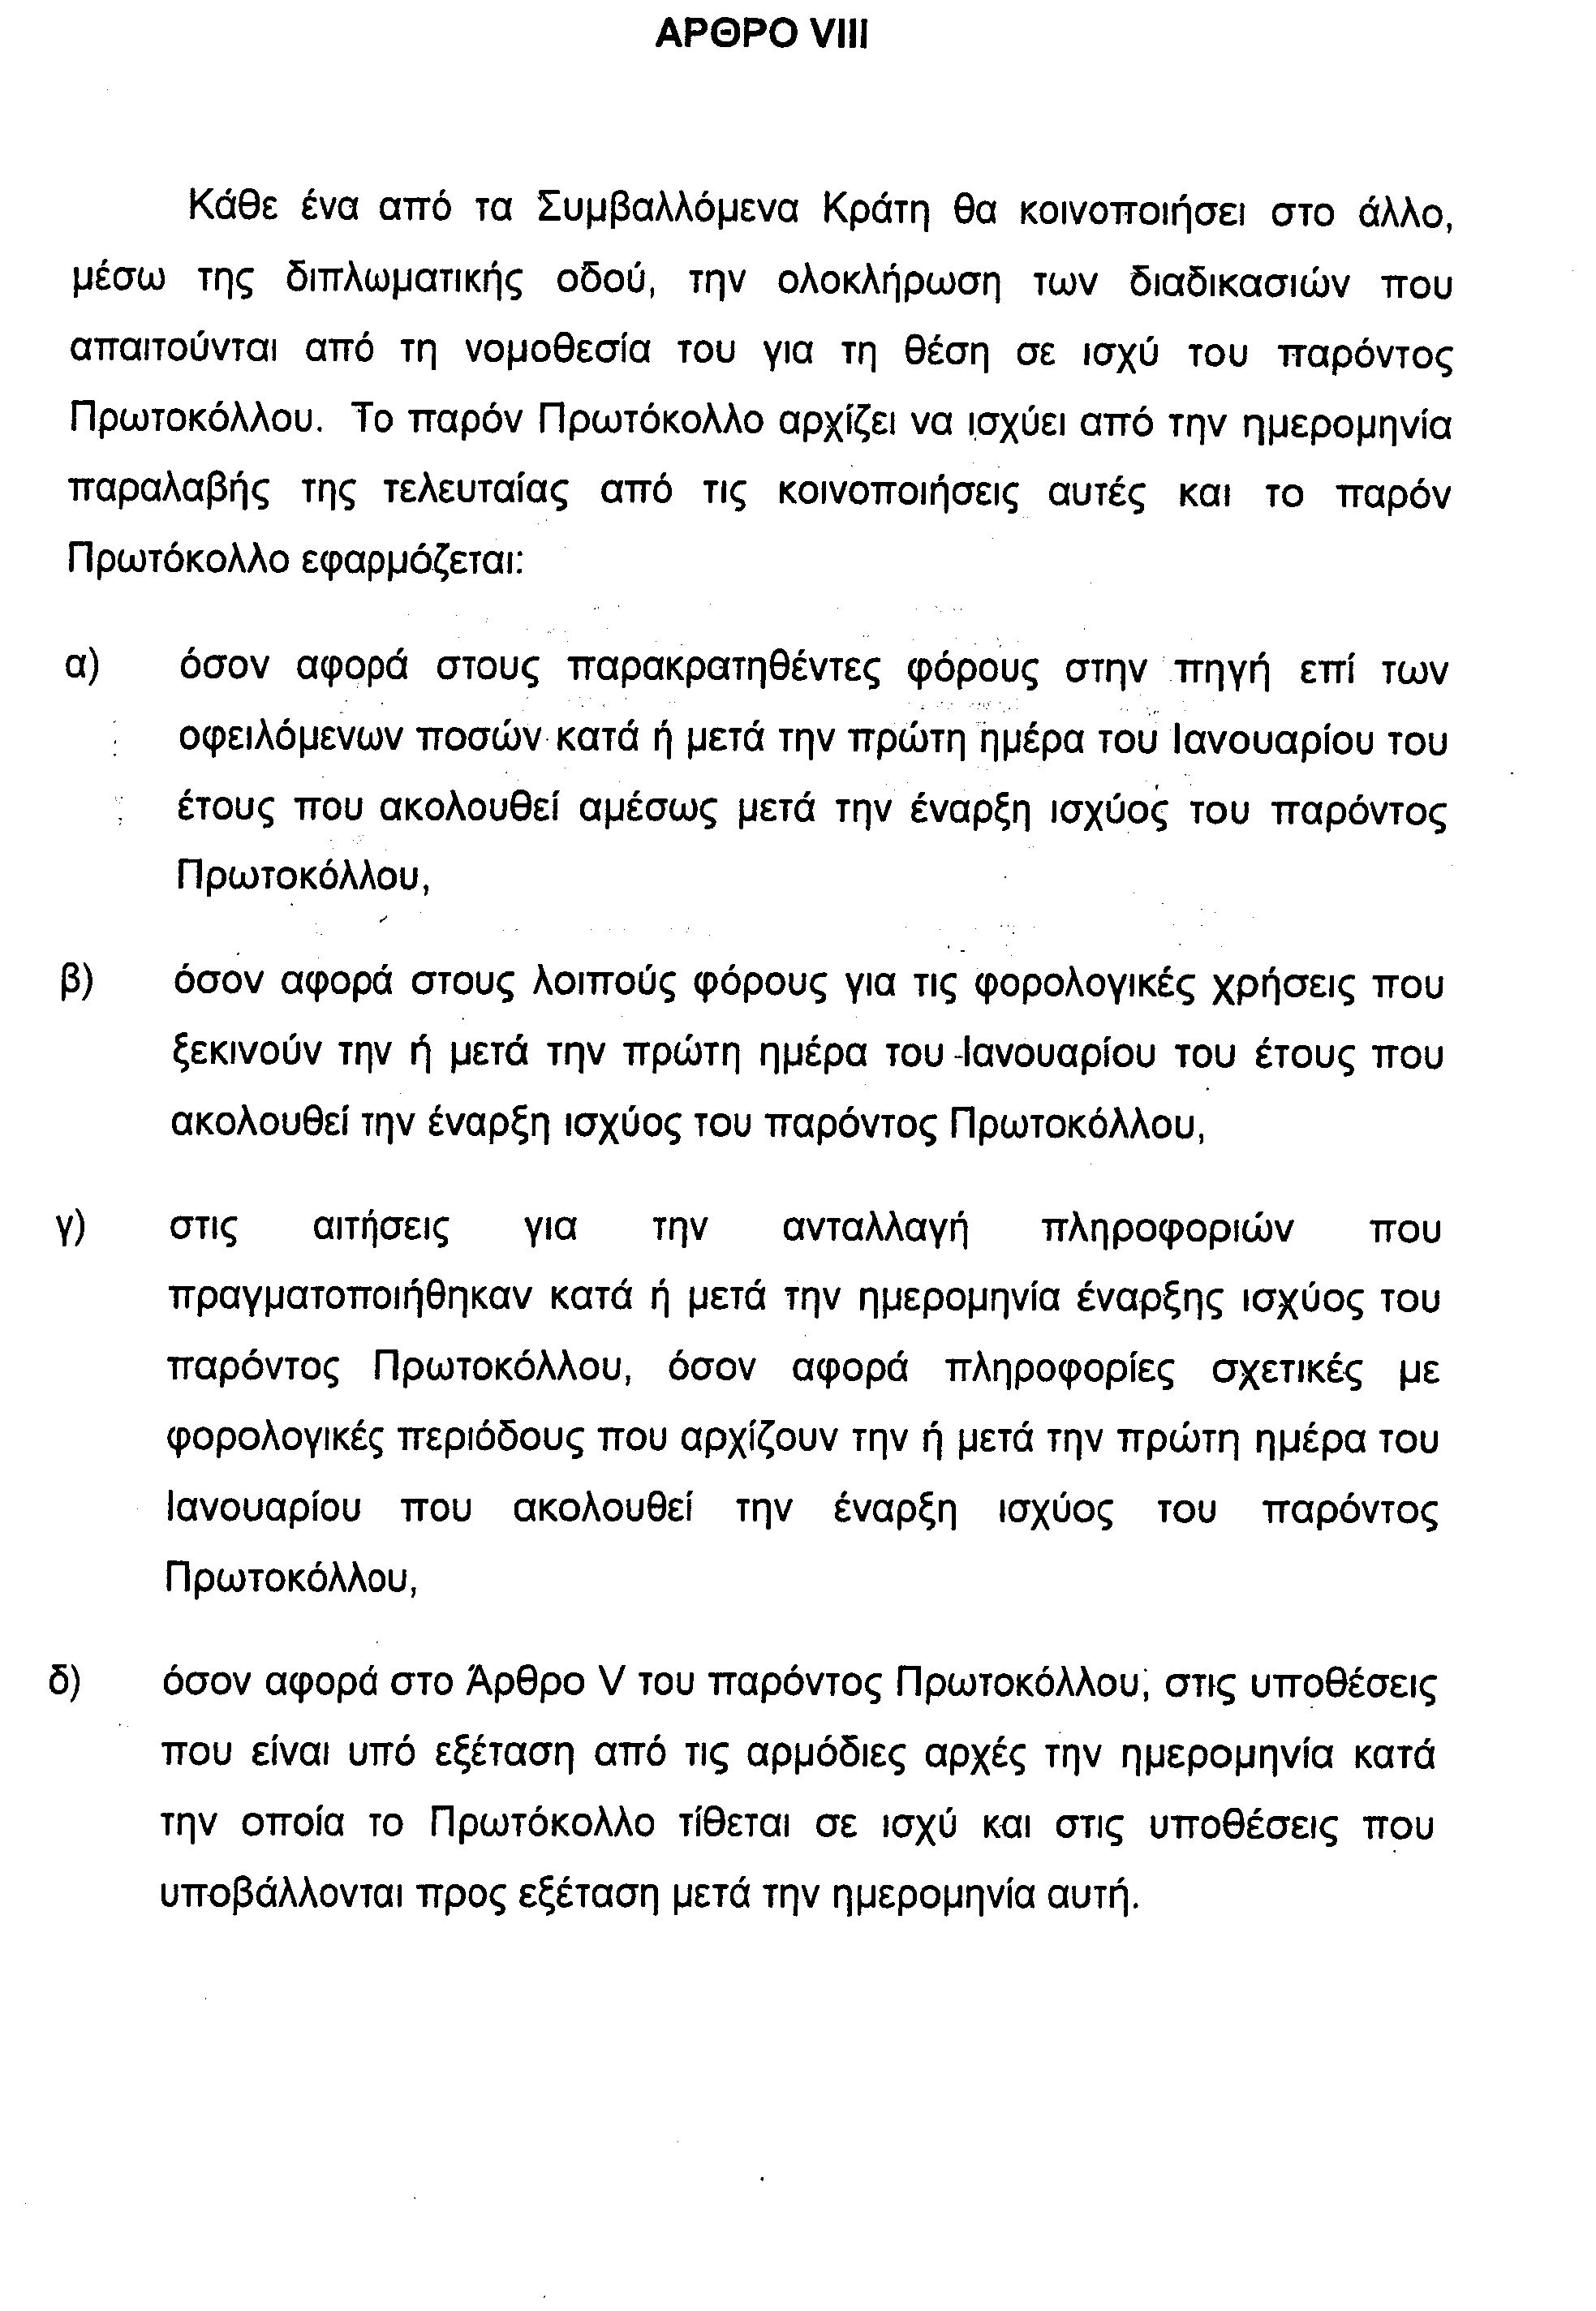 ΑΡΘΡΟ VIII
Κάθε ένα από τα Συμβαλλόμενα Κράτη θα κοινοποιήσει στο άλλο,
μέσω της διπλωματικής οδού, την ολοκλήρωση των διαδικασιών που
απαιτούνται από τη νομοθεσία του για τη θέση σε ισχύ του παρόντος
Πρωτοκόλλου. Το παρόν Πρωτόκολλο αρχίζει να ισχύει από την ημερομηνία
παραλαβής της τελευταίας από τις κοινοποιήσεις αυτές και το παρόν
Πρωτόκολλο εφαρμόζεται:
α) όσον αφορά στους παρακρατηθέντες φόρους στην πηγή επί των
οφειλόμενων ποσών κατά ή μετά την πρώτη ημέρα του Ιανουαρίου του
έτους που ακολουθεί αμέσως μετά την έναρξη ισχύος του παρόντος
Πρωτοκόλλου,
β) όσον αφορά στους λοιπούς φόρους για τις φορολογικές χρήσεις που
ξεκινούν την ή μετά την πρώτη ημέρα του Ιανουαρίου του έτους που
ακολουθεί την έναρξη ισχύος του παρόντος Πρωτοκόλλου,
γ) στις αιτήσεις για την ανταλλαγή πληροφοριών που
πραγματοποιήθηκαν κατά ή μετά την ημερομηνία έναρξης ισχύος του
παρόντος Πρωτοκόλλου, όσον αφορά πληροφορίες σχετικές με
φορολογικές περιόδους που αρχίζουν την ή μετά την πρώτη ημέρα του
Ιανουαρίου που ακολουθεί την έναρξη ισχύος του παρόντος
Πρωτοκόλλου,
δ) όσον αφορά στο Άρθρο V του παρόντος Πρωτοκόλλου, στις υποθέσεις
που είναι υπό εξέταση από τις αρμόδιες αρχές την ημερομηνία κατά
την οποία το Πρωτόκολλο τίθεται σε ισχύ και στις υποθέσεις που
υποβάλλονται προς εξέταση μετά την ημερομηνία αυτή.